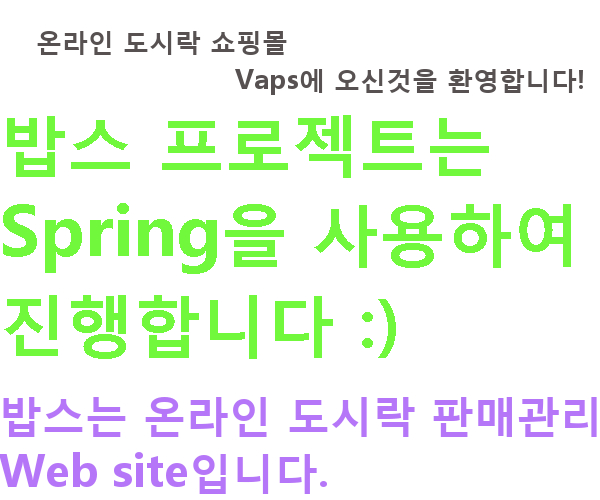 온라인 도시락 쇼핑몰
Vaps에 오신것을 환영합니다!
밥스 프로젝트는
Spring을 사용하여
진행합니다 :)
밥스는 온라인 도시락 판매관리
Web site입니다.